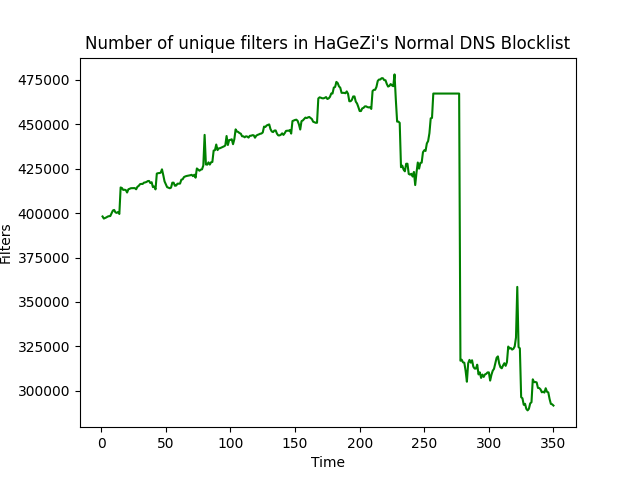 Number of unique filters in HaGeZi's Normal DNS Blocklist
475000
450000
425000
400000
375000
350000
325000
300000
Filters
0 50 100 150 200 250 300 350
Time